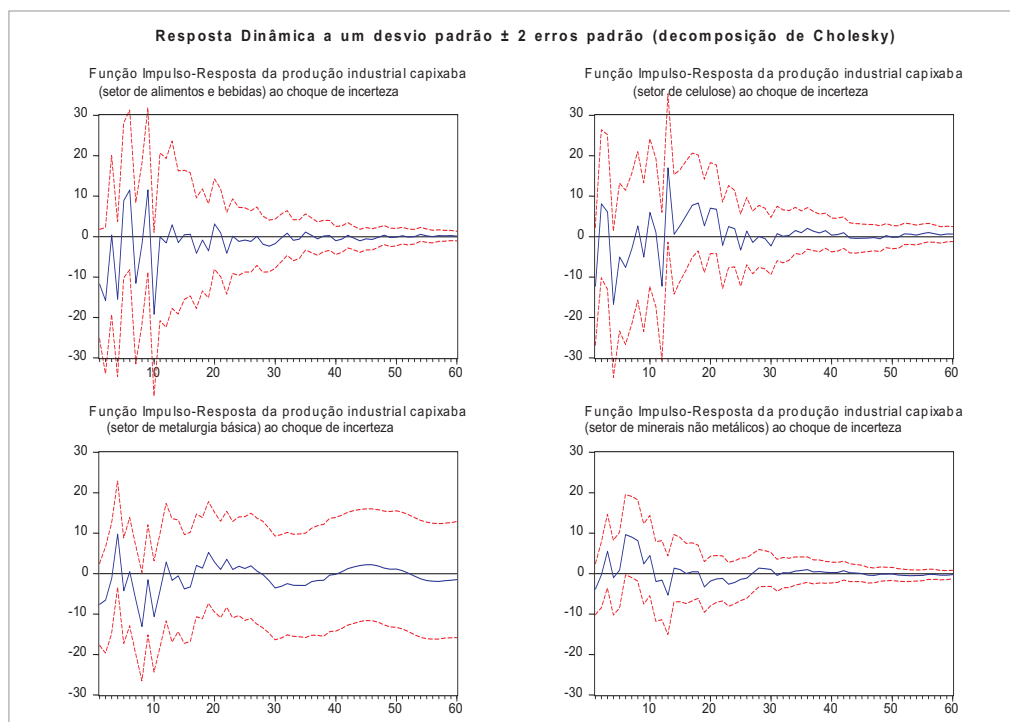 Resposta Dinâmica a um desvio padrão ± 2 erros padrão (decomposição de Cholesky)
Função Impulso-Resposta da produção industrial capixaba
(setor de alimentos e bebidas) ao choque de incerteza
30
20
10
0
-10
-20
-30
10 20 30 40 50 60
Função Impulso-Resposta da produção industrial capixaba
(setor de celulose) ao choque de incerteza
30
20
10
0
-10
-20
-30
10 20 30 40 50 60
Função Impulso-Resposta da produção industrial capixaba
(setor de metalurgia básica) ao choque de incerteza
30
20
10
0
-10
-20
-30
10 20 30 40 50 60
Função Impulso-Resposta da produção industrial capixaba
(setor de minerais não metálicos) ao choque de incerteza
30
20
10
0
-10
-20
-30
10 20 30 40 50 60